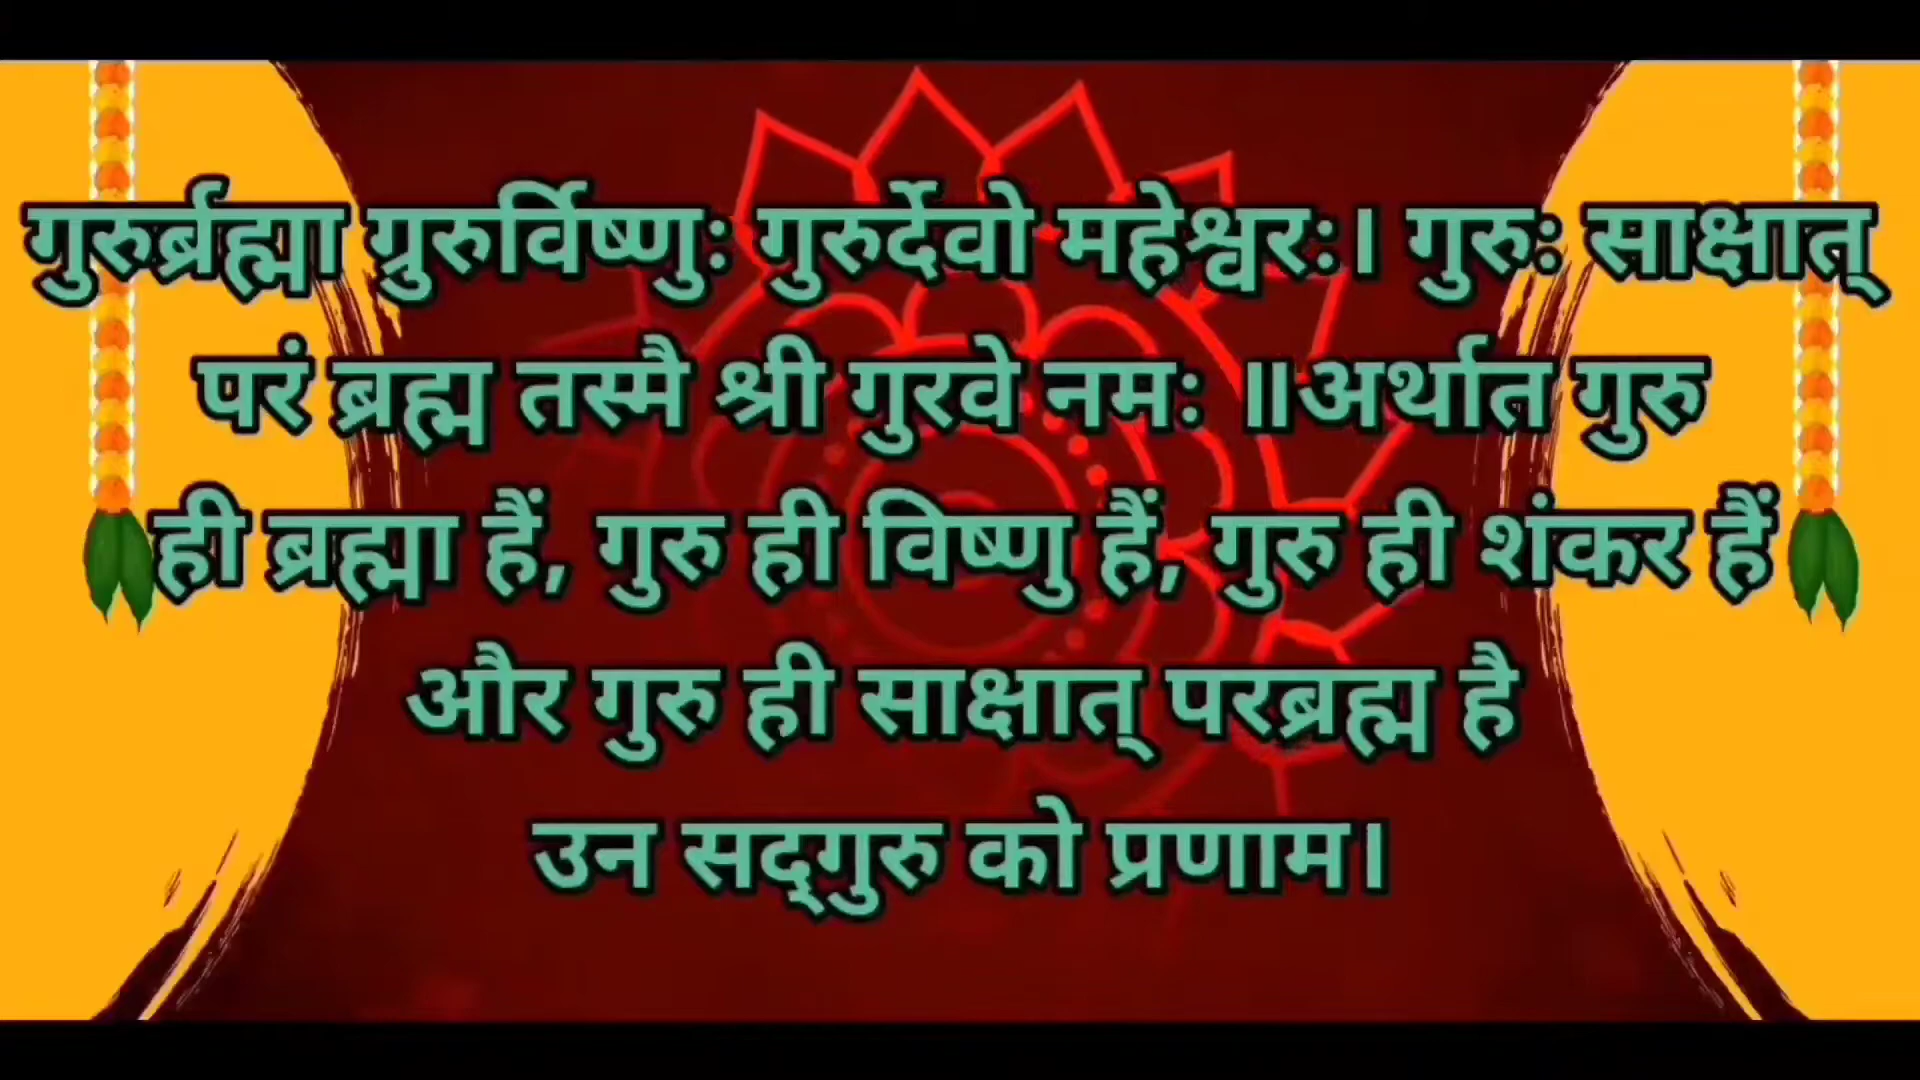 गुरुर्ब्रह्मा ग्रुरुर्विष्णुः गुरुर्देवो महेश्वरः। गुरुः साक्षात्
परं ब्रह्म तस्मै श्री गुरवे नमः ॥अर्थात गुरु
ही ब्रह्मा हैं, गुरु ही विष्णु हैं, गुरु ही शंकर हैं
और गुरु ही साक्षात् परब्रह्म है
उन सद्‌गुरु को प्रणाम।